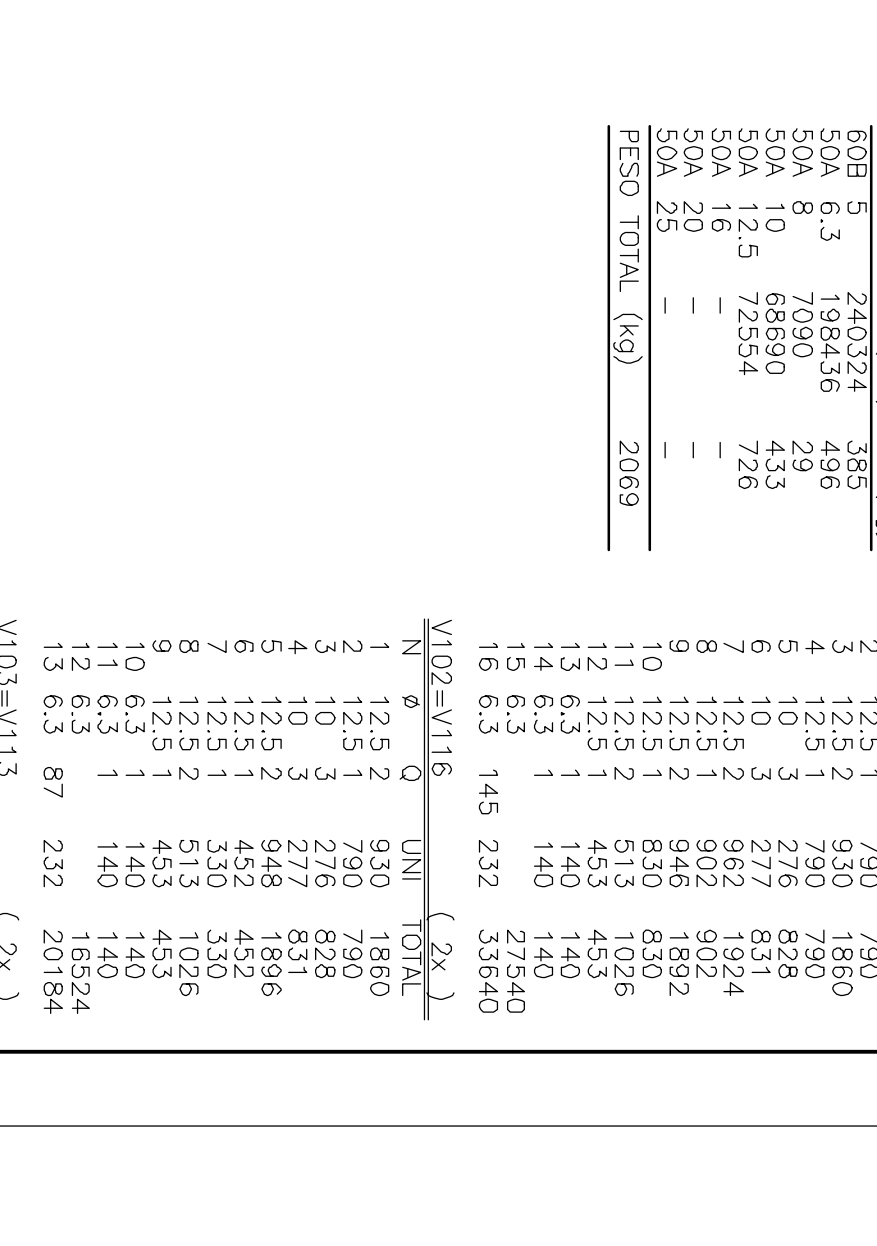 60B 5 240324 385
50A 6.3 198436 496
50A 8 7090 29
50A 10 68690 433
50A 12.5 72554 726
50A 16 - -
50A 20 - -
50A 25 - -
PESO TOTAL (kg) 2069
2 12.5 1 790 790
3 12.5 2 930 1860
4 12.5 1 790 790
5 10 3 276 828
6 10 3 277 831
7 12.5 2 962 1924
8 12.5 1 902 902
9 12.5 2 946 1892
10 12.5 1 830 830
11 12.5 2 513 1026
12 12.5 1 453 453
13 6.3 1 140 140
14 6.3 1 140 140
15 6.3 27540
16 6.3 145 232 33640
V102=V116 ( 2x )
N ø Q UNI TOTAL
1 12.5 2 930 1860
2 12.5 1 790 790
3 10 3 276 828
4 10 3 277 831
5 12.5 2 948 1896
6 12.5 1 452 452
7 12.5 1 330 330
8 12.5 2 513 1026
9 12.5 1 453 453
10 6.3 1 140 140
11 6.3 1 140 140
12 6.3 16524
13 6.3 87 232 20184
V103=V113 ( 2x )